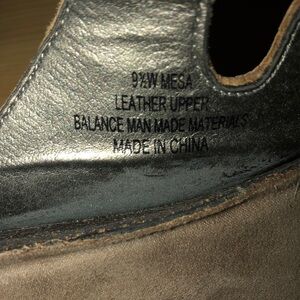 9½W MESA
LEATHER UPPER
BALANCE MAN MADE MATERIALS
MADE IN CHINA